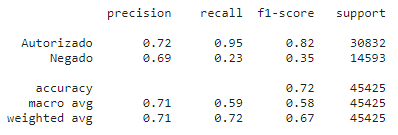 precision recall f1-score support
Autorizado 0.72 0.95 0.82 30832
Negado 0.69 0.23 0.35 14593
accuracy 0.72 45425
macro avg 0.71 0.59 0.58 45425
weighted avg 0.71 0.72 0.67 45425